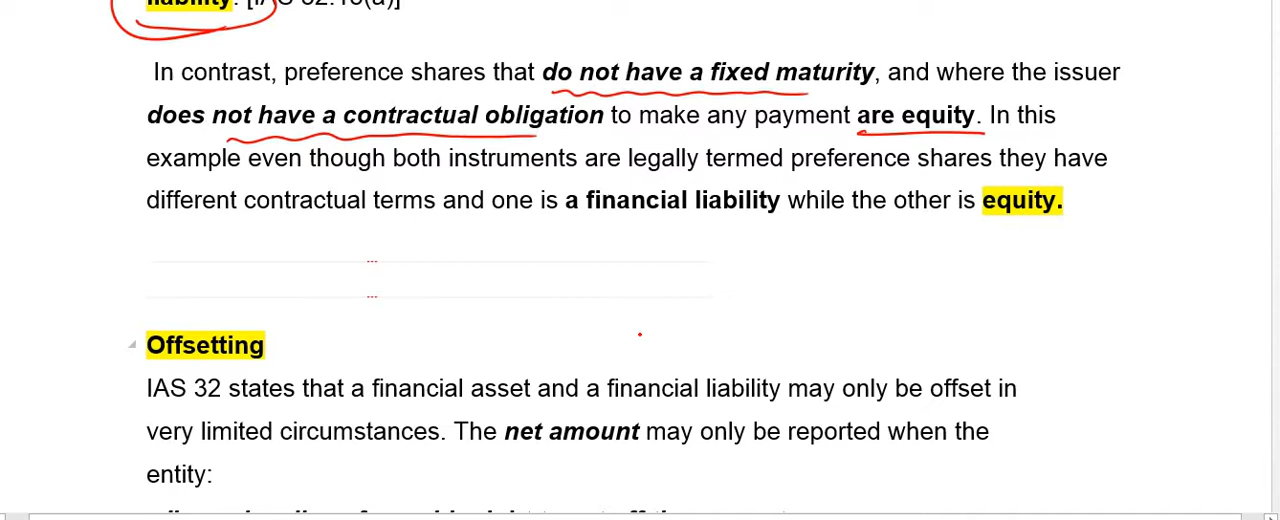 liability. [IAS 32.18(a)]
In contrast, preference shares that do not have a fixed maturity, and where the issuer
does not have a contractual obligation to make any payment are equity. In this
example even though both instruments are legally termed preference shares they have
different contractual terms and one is a financial liability while the other is equity.
Offsetting
IAS 32 states that a financial asset and a financial liability may only be offset in
very limited circumstances. The net amount may only be reported when the
entity: